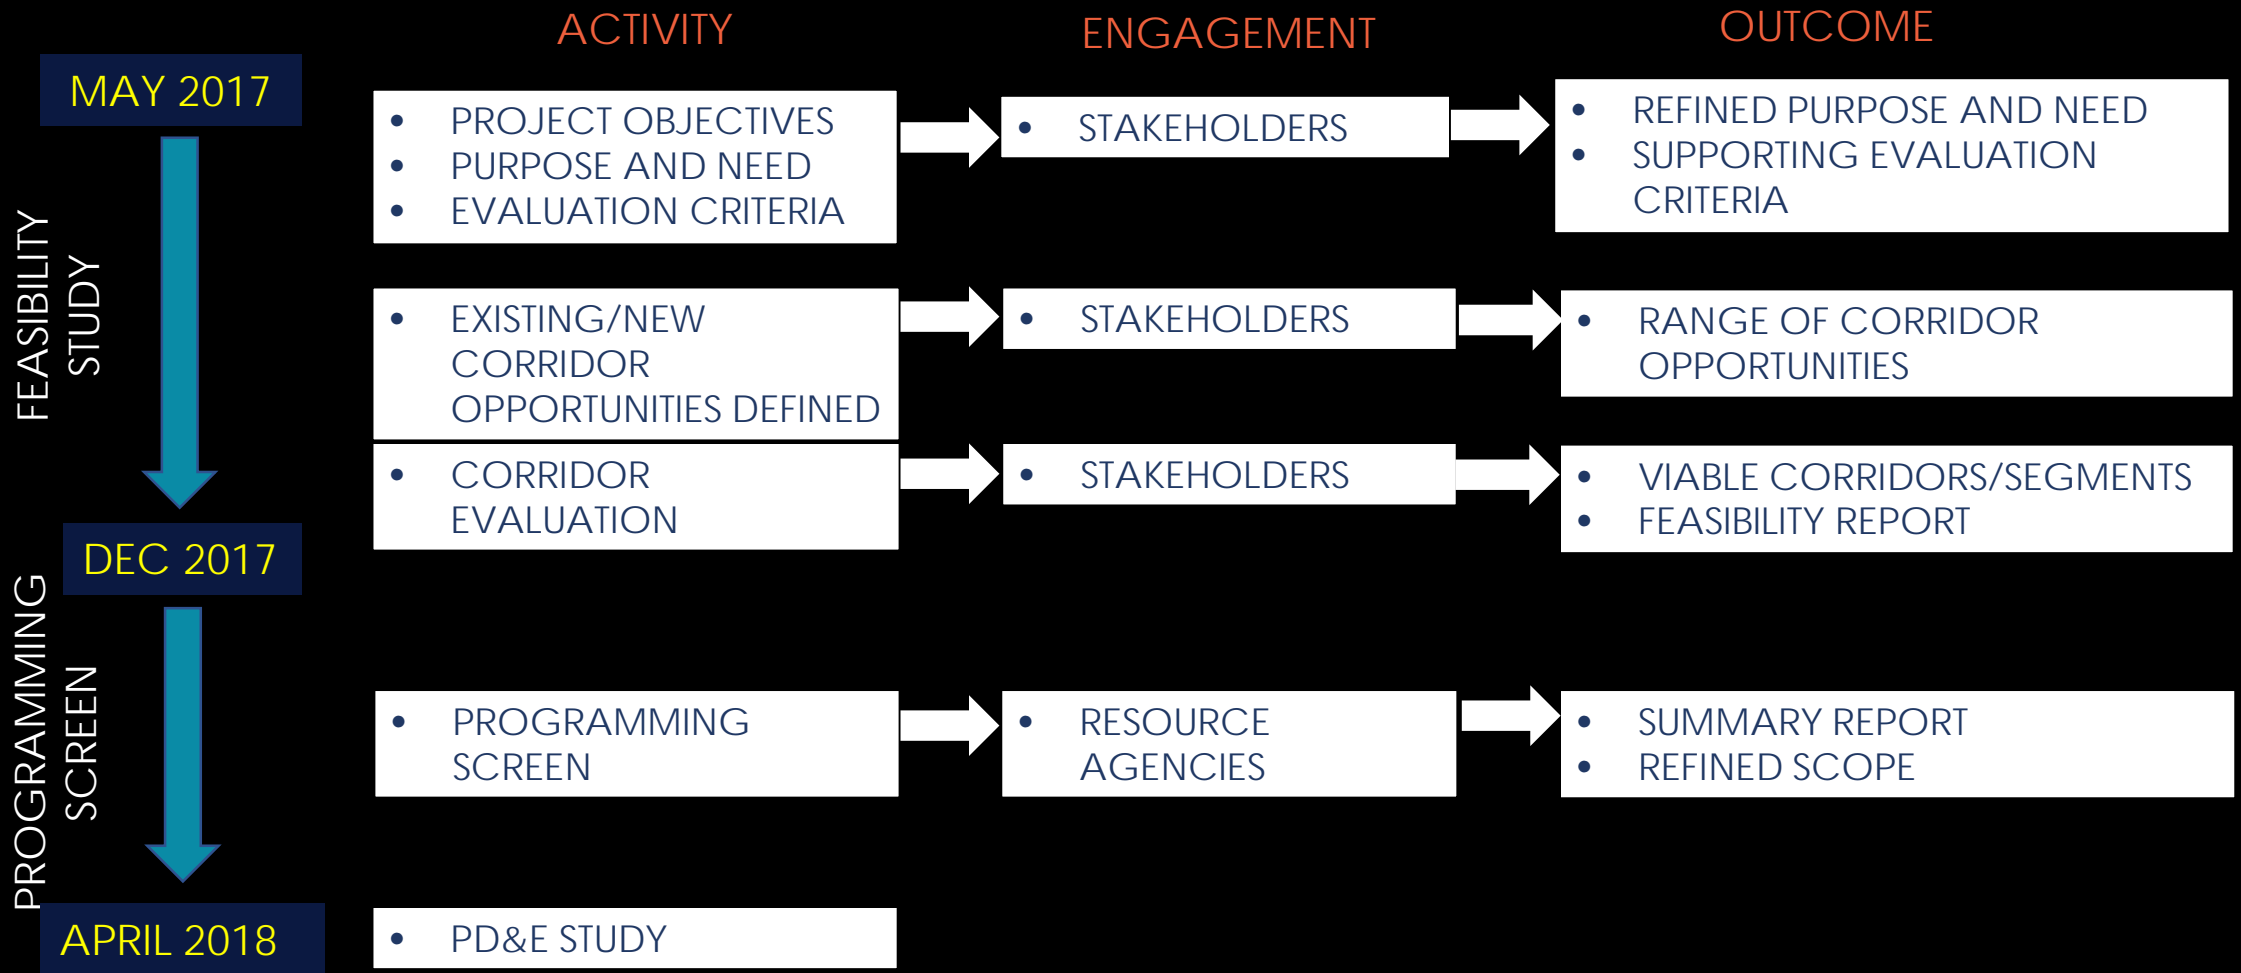 ACTIVITY
ENGAGEMENT
OUTCOME
MAY 2017
FEASIBILITY
STUDY
• PROJECT OBJECTIVES
• PURPOSE AND NEED
• EVALUATION CRITERIA
• STAKEHOLDERS
• REFINED PURPOSE AND NEED
• SUPPORTING EVALUATION
CRITERIA
• EXISTING/NEW
CORRIDOR
OPPORTUNITIES DEFINED
• STAKEHOLDERS
• RANGE OF CORRIDOR
OPPORTUNITIES
• CORRIDOR
EVALUATION
• STAKEHOLDERS
• VIABLE CORRIDORS/SEGMENTS
• FEASIBILITY REPORT
DEC 2017
PROGRAMMING
SCREEN
• PROGRAMMING
SCREEN
• RESOURCE
AGENCIES
• SUMMARY REPORT
• REFINED SCOPE
APRIL 2018
• PD&E STUDY